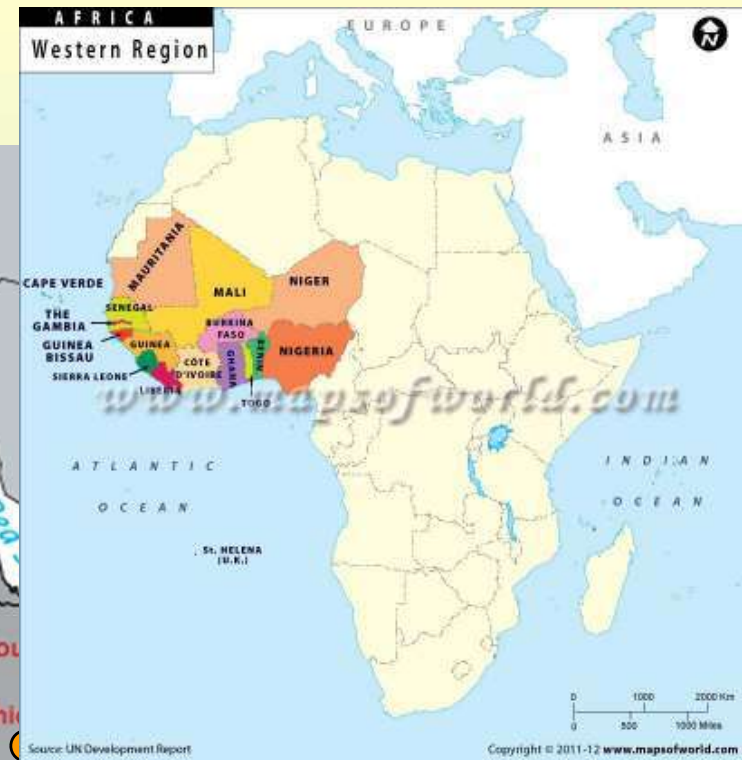 AFRICA
Western Region
EUROPE
N
ASIA
MAURITANIA
CAPE VERDE
MALI
NIGER
SENEGAL
THE
GAMBIA
BURKINA
FASO
GUINEA
BISSAU
GUINEA
NIGERIA
BENIN
CÔTE
D'IVOIRE
GHANA
SIERRA LEONE
LIBERIA
TOGO
www.mapsofworld.com
ATLANTIC
OCEAN
INDIAN
OCEAN
St. HELENA
(U.K.)
0 1000 2000 Km
0 500 1000 Miles
Source: UN Development Report
Copyright © 2011-12 www.mapsofworld.com